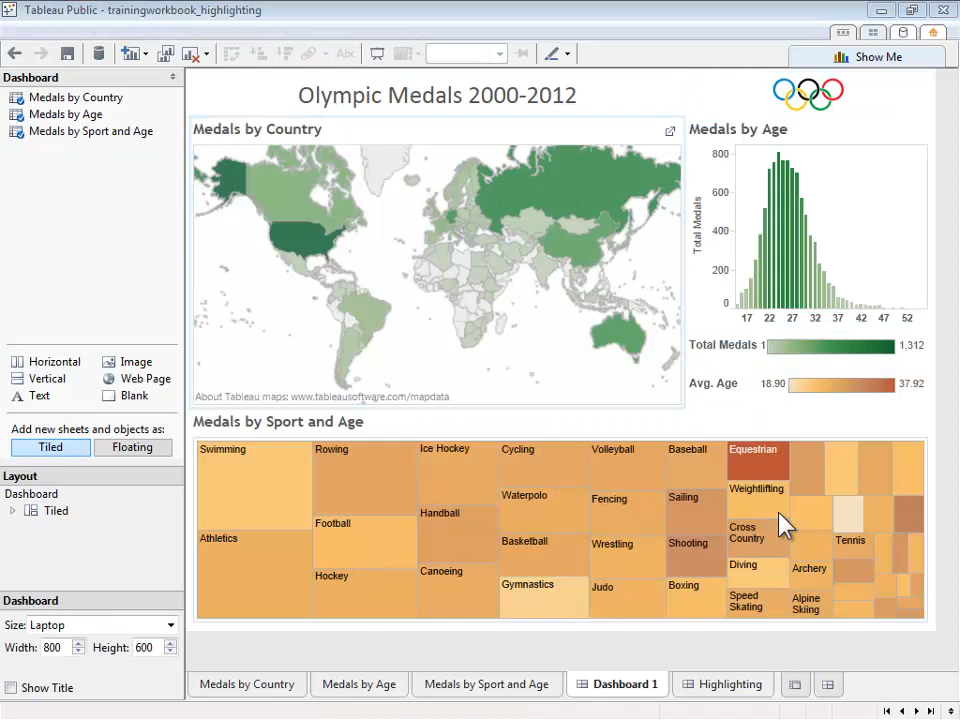 Tableau Public - trainingworkbook_highlighting
Abc
Show Me
Dashboard
Medals by Country
Medals by Age
Medals by Sport and Age
Horizontal
Image
Vertical
Web Page
Text
Blank
Add new sheets and objects as:
Tiled
Floating
Layout
Dashboard
Tiled
Dashboard
Size: Laptop
Width: 800
Height: 600
Show Title
Olympic Medals 2000-2012
Medals by Country
About Tableau maps: www.tableausoftware.com/mapdata
Medals by Age
Total Medals
800
600
400
200
0
17 22 27 32 37 42 47 52
Total Medals 1 1,312
Avg. Age 18.90 37.92
Medals by Sport and Age
Swimming
Athletics
Rowing
Football
Hockey
Ice Hockey
Handball
Canoeing
Cycling
Waterpolo
Basketball
Gymnastics
Volleyball
Fencing
Wrestling
Judo
Baseball
Sailing
Shooting
Boxing
Equestrian
Weightlifting
Cross
Country
Diving
Speed
Skating
Archery
Alpine
Skiing
Tennis
Medals by Country
Medals by Age
Medals by Sport and Age
Dashboard 1
Highlighting